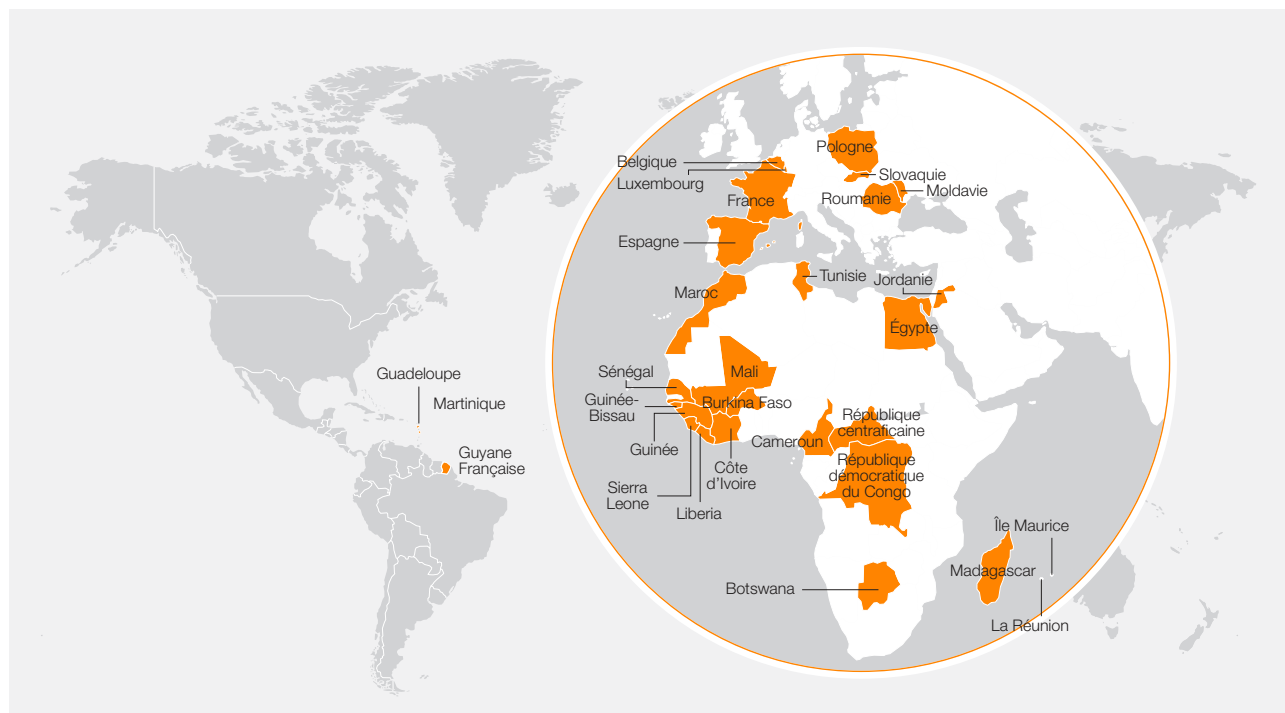 Guadeloupe
Martinique
Guyane
Française
Belgique
Luxembourg
France
Espagne
Pologne
Slovaquie
Moldavie
Roumanie
Tunisie
Jordanie
Maroc
Égypte
Sénégal
Mali
Guinée-
Bissau
Burkina Faso
Guinée
Sierra
Leone
Liberia
Côte
d'Ivoire
Cameroun
République
centraficaine
République
démocratique
du Congo
Île Maurice
Madagascar
Botswana
La Réunion